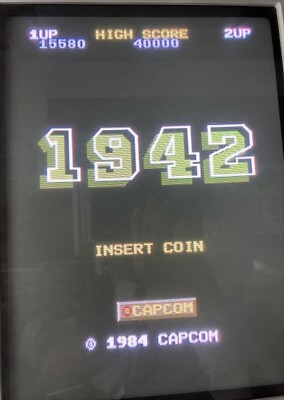 1UP HIGH SCORE 2UP
15580 40000
1942
INSERT COIN
CAPCOM
© 1984 CAPCOM